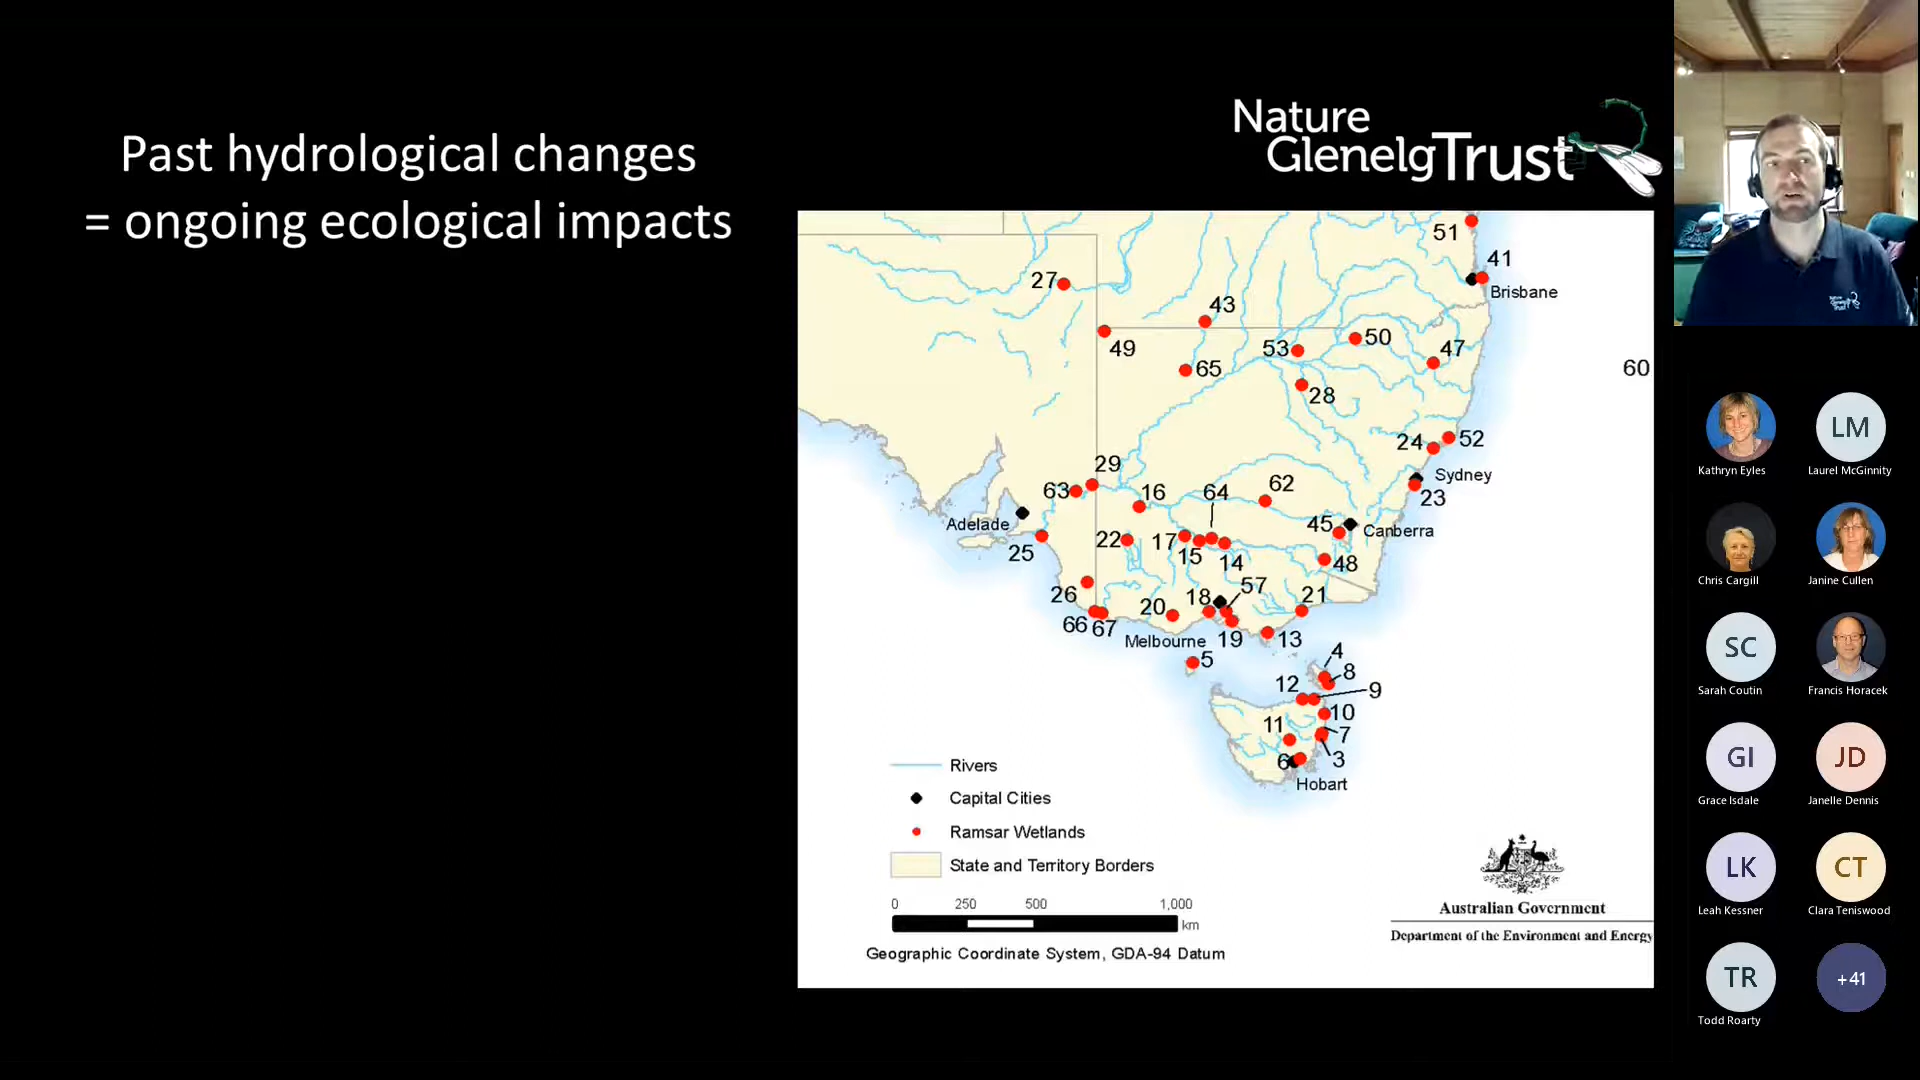 Past hydrological changes
= ongoing ecological impacts
Nature
GlenelgTrust
51
41
Brisbane
27
43
49
53
50
47
65
28
60
24
52
Sydney
23
29
63
16
64
62
Adelade
25
22
17
15
14
45
Canberra
48
26
66
67
20
18
57
21
Melbourne
19
13
5
4
8
12
9
10
11
7
3
6
Hobart
Rivers
Capital Cities
Ramsar Wetlands
State and Territory Borders
0 250 500 1,000
km
Geographic Coordinate System, GDA-94 Datum
Australian Government
Department of the Environment and Energy
Nature
Glenelg
Trust
LM
Kathryn Eyles
Laurel McGinnity
Chris Cargill
Janine Cullen
SC
Sarah Coutin
Francis Horacek
GI
JD
Grace Isdale
Janelle Dennis
LK
CT
Leah Kessner
Clara Teniswood
TR
+41
Todd Roarty